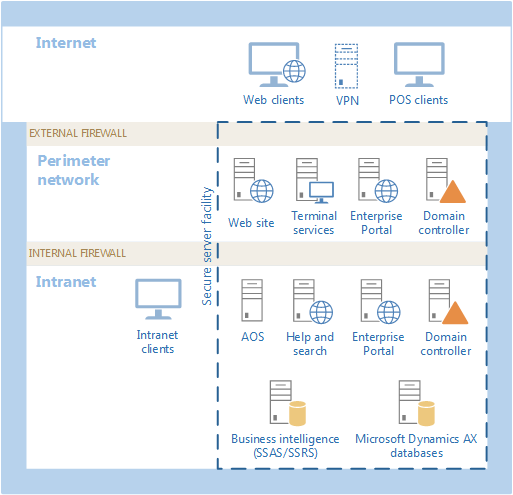 Internet
Web clients
VPN
POS clients
EXTERNAL FIREWALL
Perimeter
network
Secure server facility
Web site
Terminal
services
Enterprise
Portal
Domain
controller
INTERNAL FIREWALL
Intranet
Intranet
clients
AOS
Help and
search
Enterprise
Portal
Domain
controller
Business intelligence
(SSAS/SSRS)
Microsoft Dynamics AX
databases